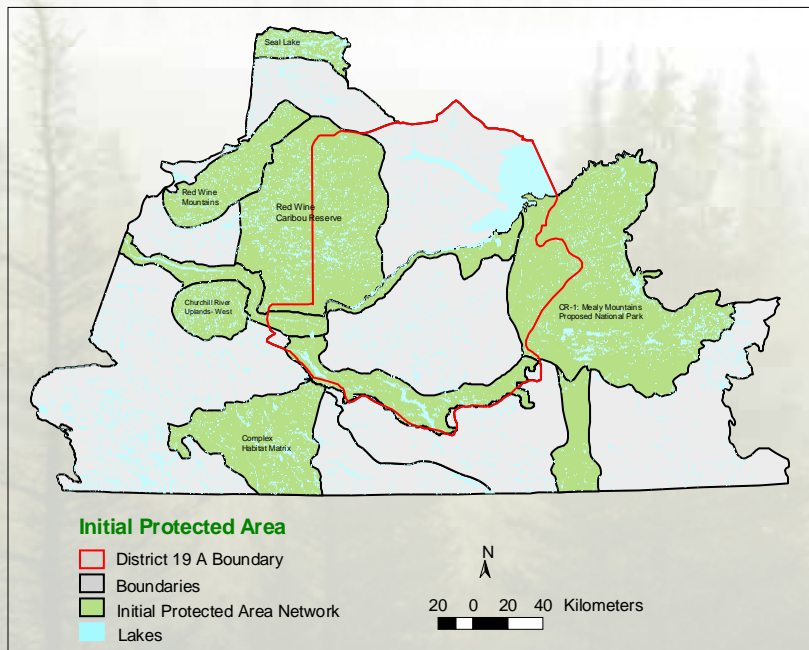 Seal Lake
Red Wine
Mountains
Red Wine
Caribou Reserve
Churchill River
Uplands- West
CR-1: Mealy Mountains
Proposed National Park
Complex
Habitat Matrix
Initial Protected Area
District 19 A Boundary
Boundaries
Initial Protected Area Network
Lakes
N
20 0 20 40 Kilometers